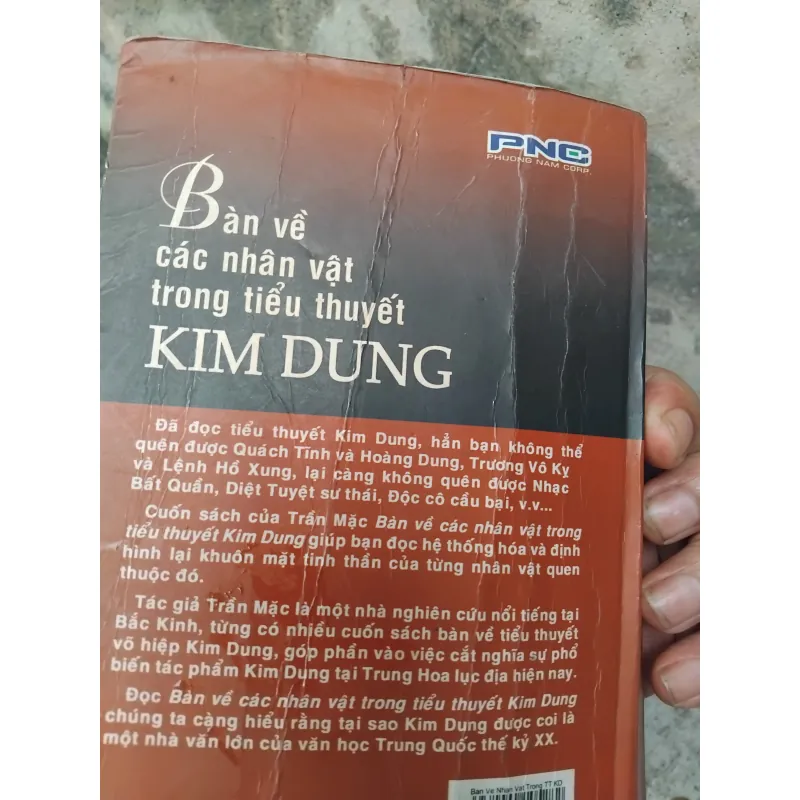 PNC
PHUONG NAM CORP.
Bàn về
các nhân vật
trong tiểu thuyết
KIM DUNG
Đã đọc tiểu thuyết Kim Dung, hẳn bạn không thể
quên được Quách Tĩnh và Hoàng Dung, Trương Vô Kỵ
và Lệnh Hồ Xung, lại càng không quên được Nhạc
Bất Quần, Diệt Tuyệt sư thái, Độc cô cầu bại, v.v...
Cuốn sách của Trần Mặc Bàn về các nhân vật trong
tiểu thuyết Kim Dung giúp bạn đọc hệ thống hóa và định
hình lại khuôn mặt tinh thần của từng nhân vật quen
thuộc đó.
Tác giả Trần Mặc là một nhà nghiên cứu nổi tiếng tại
Bắc Kinh, từng có nhiều cuốn sách bàn về tiểu thuyết
võ hiệp Kim Dung, góp phần vào việc cắt nghĩa sự phổ
biến tác phẩm Kim Dung tại Trung Hoa lục địa hiện nay.
Đọc Bàn về các nhân vật trong tiểu thuyết Kim Dung
chúng ta càng hiểu rằng tại sao Kim Dung được coi là
một nhà văn lớn của văn học Trung Quốc thế kỷ XX.
Ban Ve Nhan Vat Trong TT KD